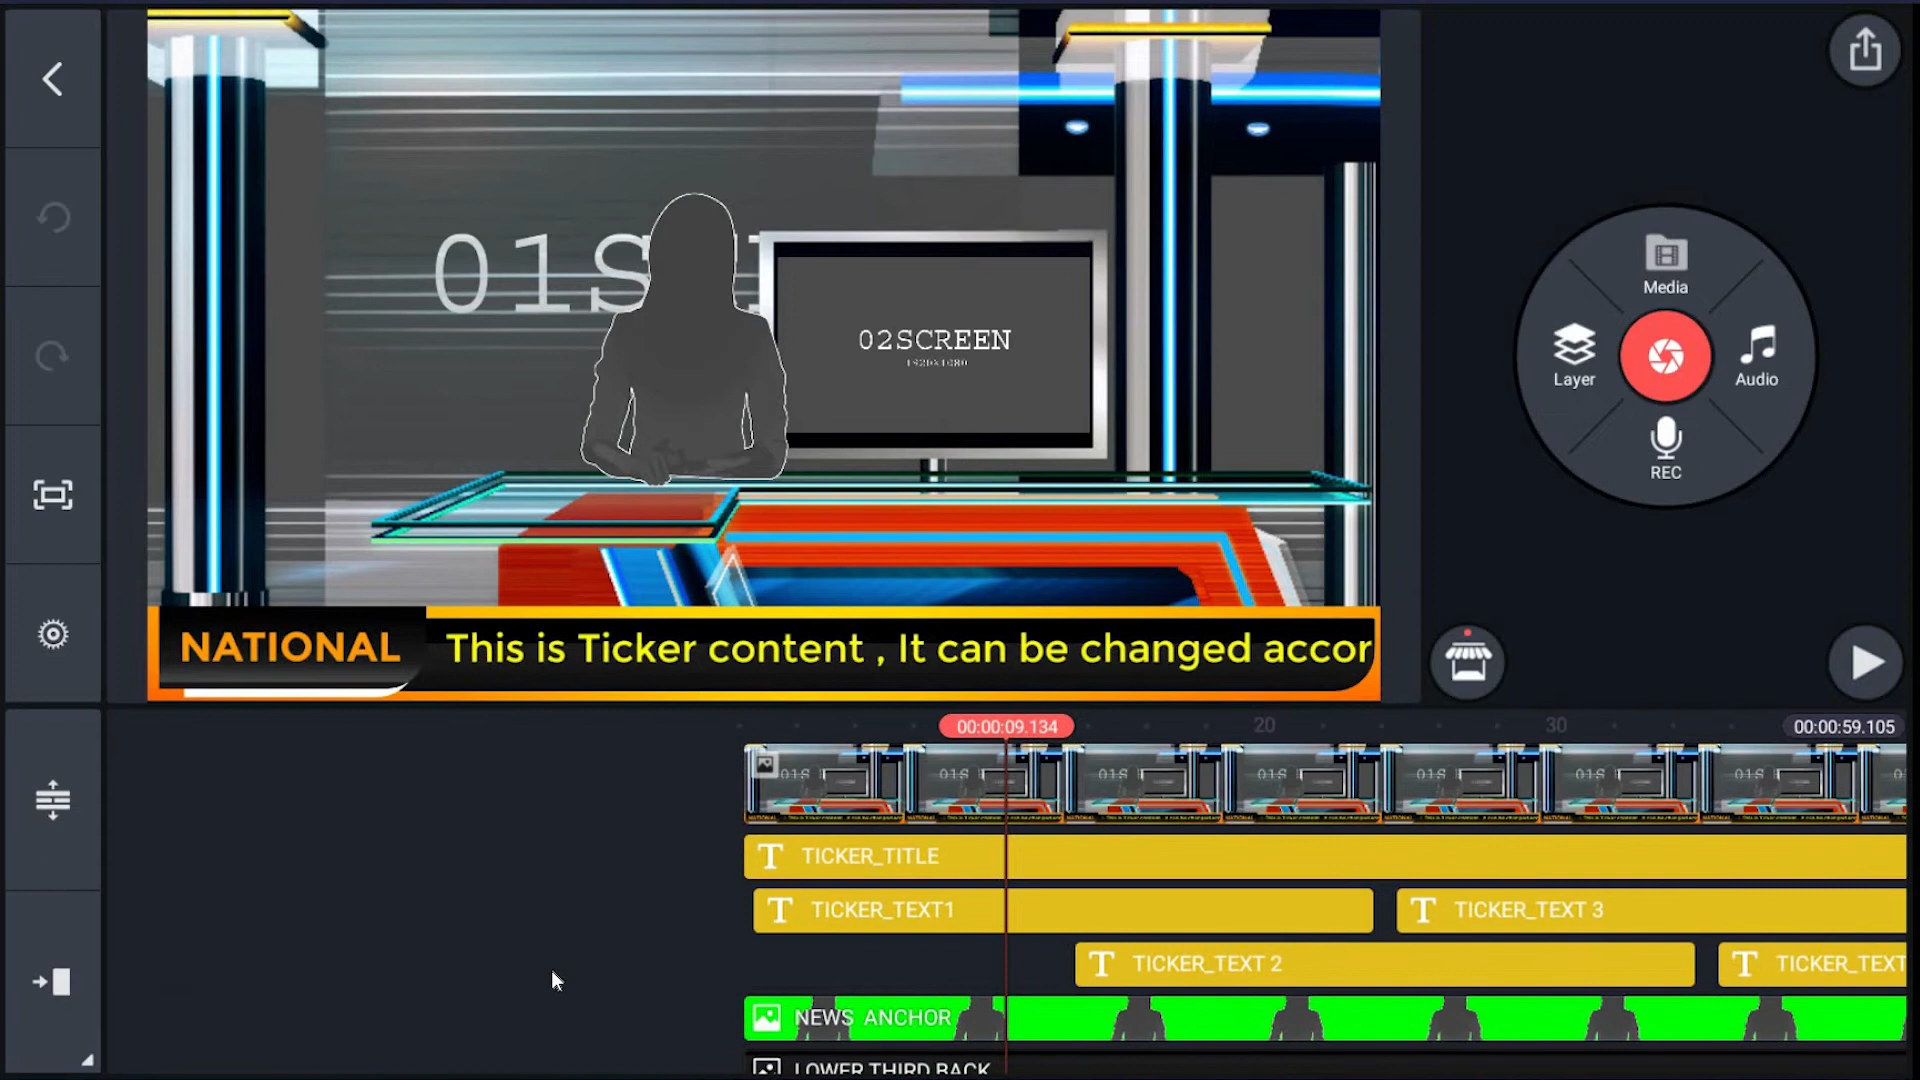 01S
02SCREEN
1920X1080
NATIONAL
This is Ticker content , It can be changed accor
Media
Layer
Audio
REC
00:00:09.134
20
30
00:00:59.105
TICKER_TITLE
TICKER_TEXT1
TICKER_TEXT 3
TICKER_TEXT 2
TICKER_TEXT
NEWS ANCHOR
LOWER THIRD BACK